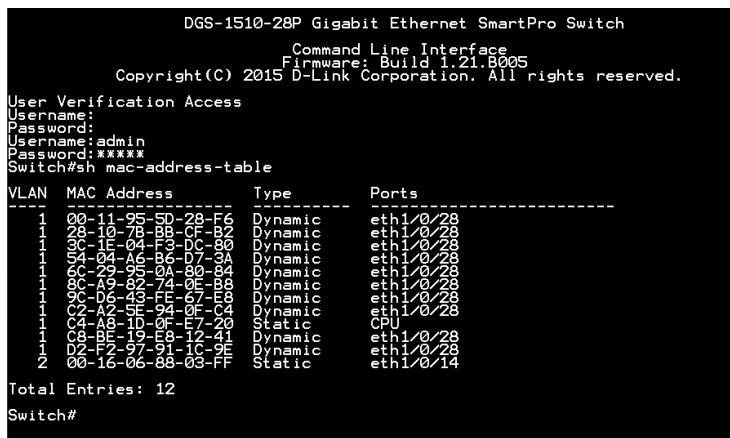 DGS-1510-28P Gigabit Ethernet SmartPro Switch
Command Line Interface
Firmware: Build 1.21.B005
Copyright(C) 2015 D-Link Corporation. All rights reserved.
User Verification Access
Username:
Password:
Username:admin
Password:*****
Switch#sh mac-address-table
VLAN MAC Address Type Ports
---- ----------------- ---------- -------------------------
1 00-11-95-5D-28-F6 Dynamic eth1/0/28
1 28-10-7B-BB-CF-B2 Dynamic eth1/0/28
1 3C-1E-04-F3-DC-80 Dynamic eth1/0/28
1 54-04-A6-B6-D7-3A Dynamic eth1/0/28
1 6C-29-95-0A-80-84 Dynamic eth1/0/28
1 8C-A9-82-74-0E-B8 Dynamic eth1/0/28
1 9C-D6-43-FE-67-E8 Dynamic eth1/0/28
1 C2-A2-5E-94-0F-C4 Dynamic eth1/0/28
1 C4-A8-1D-0F-E7-20 Static CPU
1 C8-BE-19-E8-12-41 Dynamic eth1/0/28
1 D2-F2-97-91-1C-9E Dynamic eth1/0/28
2 00-16-06-88-03-FF Static eth1/0/14
Total Entries: 12
Switch#